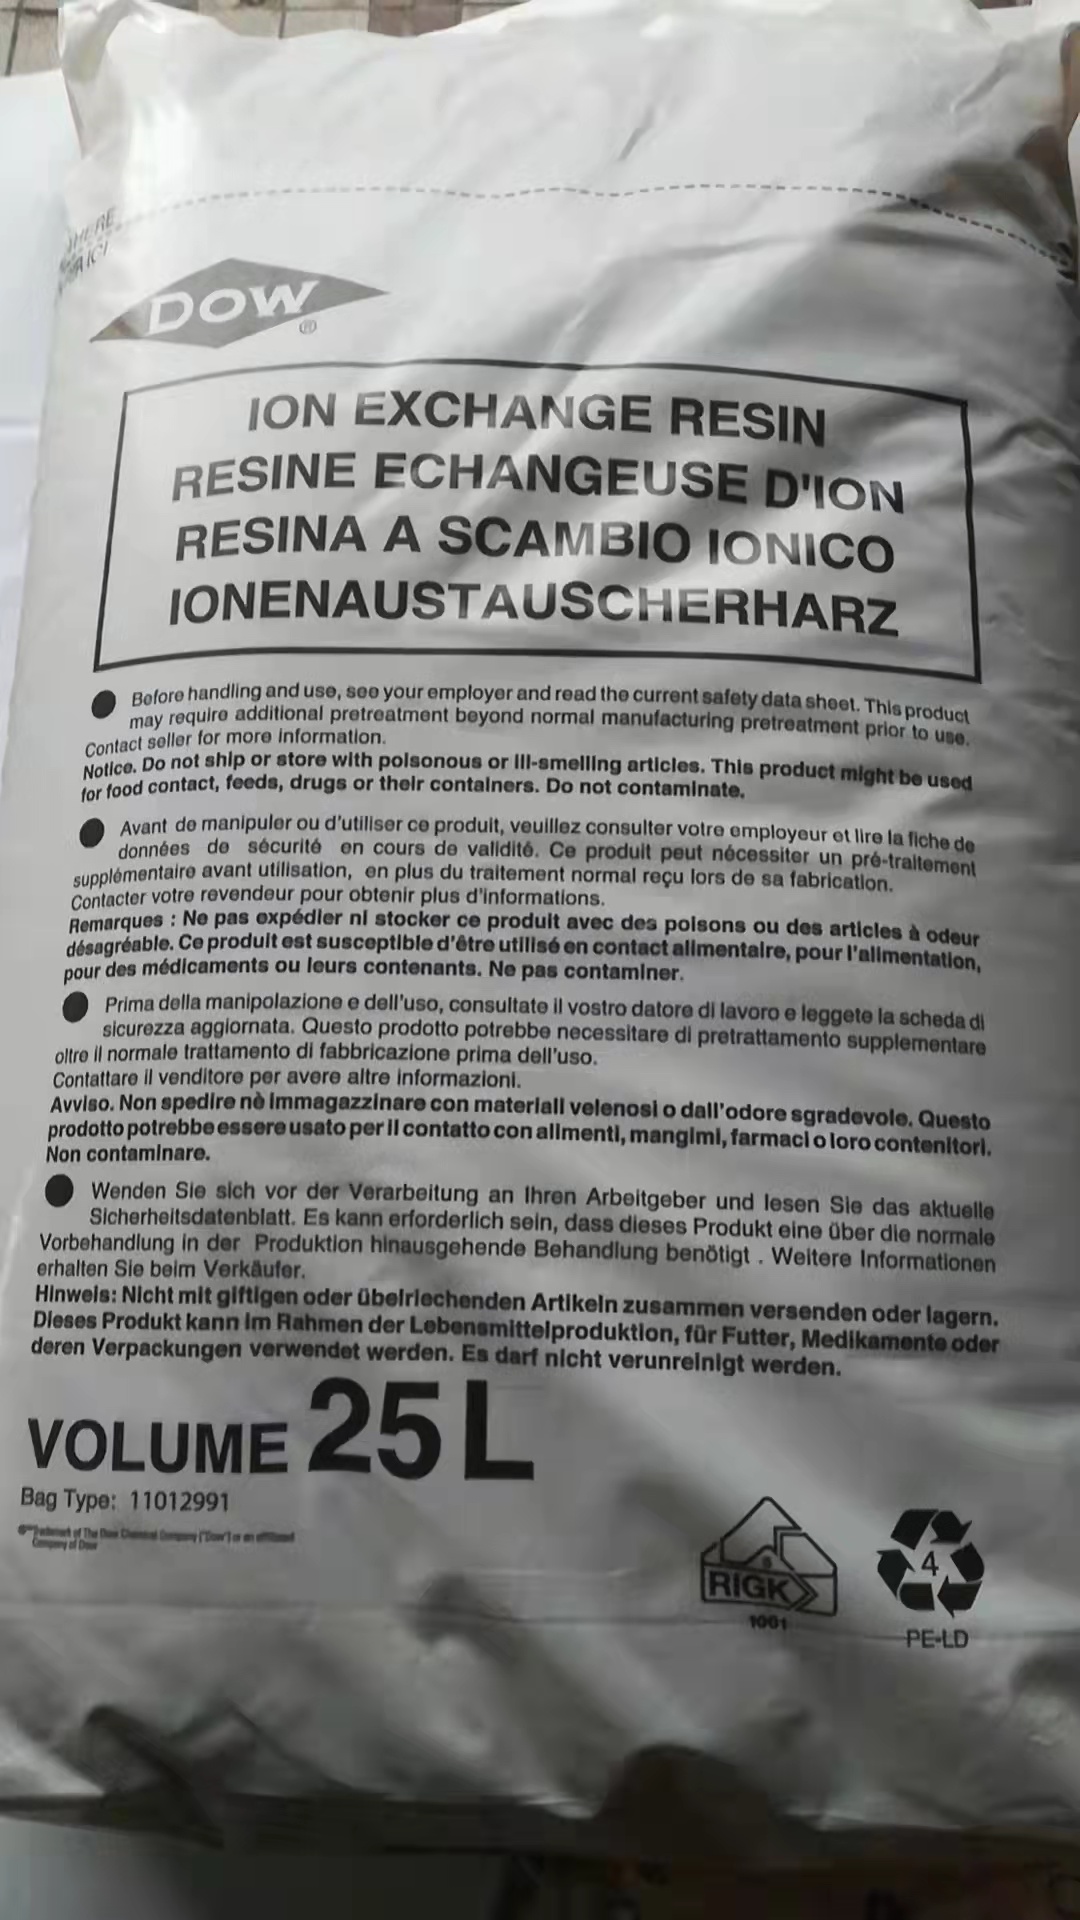 DOW
®
ION EXCHANGE RESIN
RESINE ECHANGEUSE D'ION
RESINA A SCAMBIO IONICO
IONENAUSTAUSCHERHARZ
Before handling and use, see your employer and read the current safety data sheet. This product
may require additional pretreatment beyond normal manufacturing pretreatment prior to use.
Contact seller for more information.
Notice. Do not ship or store with poisonous or ill-smelling articles. This product might be used
for food contact, feeds, drugs or their containers. Do not contaminate.
Avant de manipuler ou d'utiliser ce produit, veuillez consulter votre employeur et lire la fiche de
données de sécurité en cours de validité. Ce produit peut nécessiter un pré-traitement
supplémentaire avant utilisation, en plus du traitement normal reçu lors de sa fabrication.
Contacter votre revendeur pour obtenir plus d'informations.
Remarques : Ne pas expédier ni stocker ce produit avec des poisons ou des articles à odeur
désagréable. Ce produit est susceptible d'être utilisé en contact alimentaire, pour l'alimentation,
pour des médicaments ou leurs contenants. Ne pas contaminer.
Prima della manipolazione e dell'uso, consultate il vostro datore di lavoro e leggete la scheda di
sicurezza aggiornata. Questo prodotto potrebbe necessitare di pretrattamento supplementare
oltre il normale trattamento di fabbricazione prima dell'uso.
Contattare il venditore per avere altre informazioni.
Avviso. Non spedire nè immagazzinare con materiali velenosi o dall'odore sgradevole. Questo
prodotto potrebbe essere usato per il contatto con alimenti, mangimi, farmaci o loro contenitori.
Non contaminare.
Wenden Sie sich vor der Verarbeitung an Ihren Arbeitgeber und lesen Sie das aktuelle
Sicherheitsdatenblatt. Es kann erforderlich sein, dass dieses Produkt eine über die normale
Vorbehandlung in der Produktion hinausgehende Behandlung benötigt . Weitere Informationen
erhalten Sie beim Verkäufer.
Hinweis: Nicht mit giftigen oder übelriechenden Artikeln zusammen versenden oder lagern.
Dieses Produkt kann im Rahmen der Lebensmittelproduktion, für Futter, Medikamente oder
deren Verpackungen verwendet werden. Es darf nicht verunreinigt werden.
VOLUME 25 L
Bag Type: 11012991
®™Trademark of The Dow Chemical Company ("Dow") or an affiliated
Company of Dow
RIGK
1001
4
PE-LD